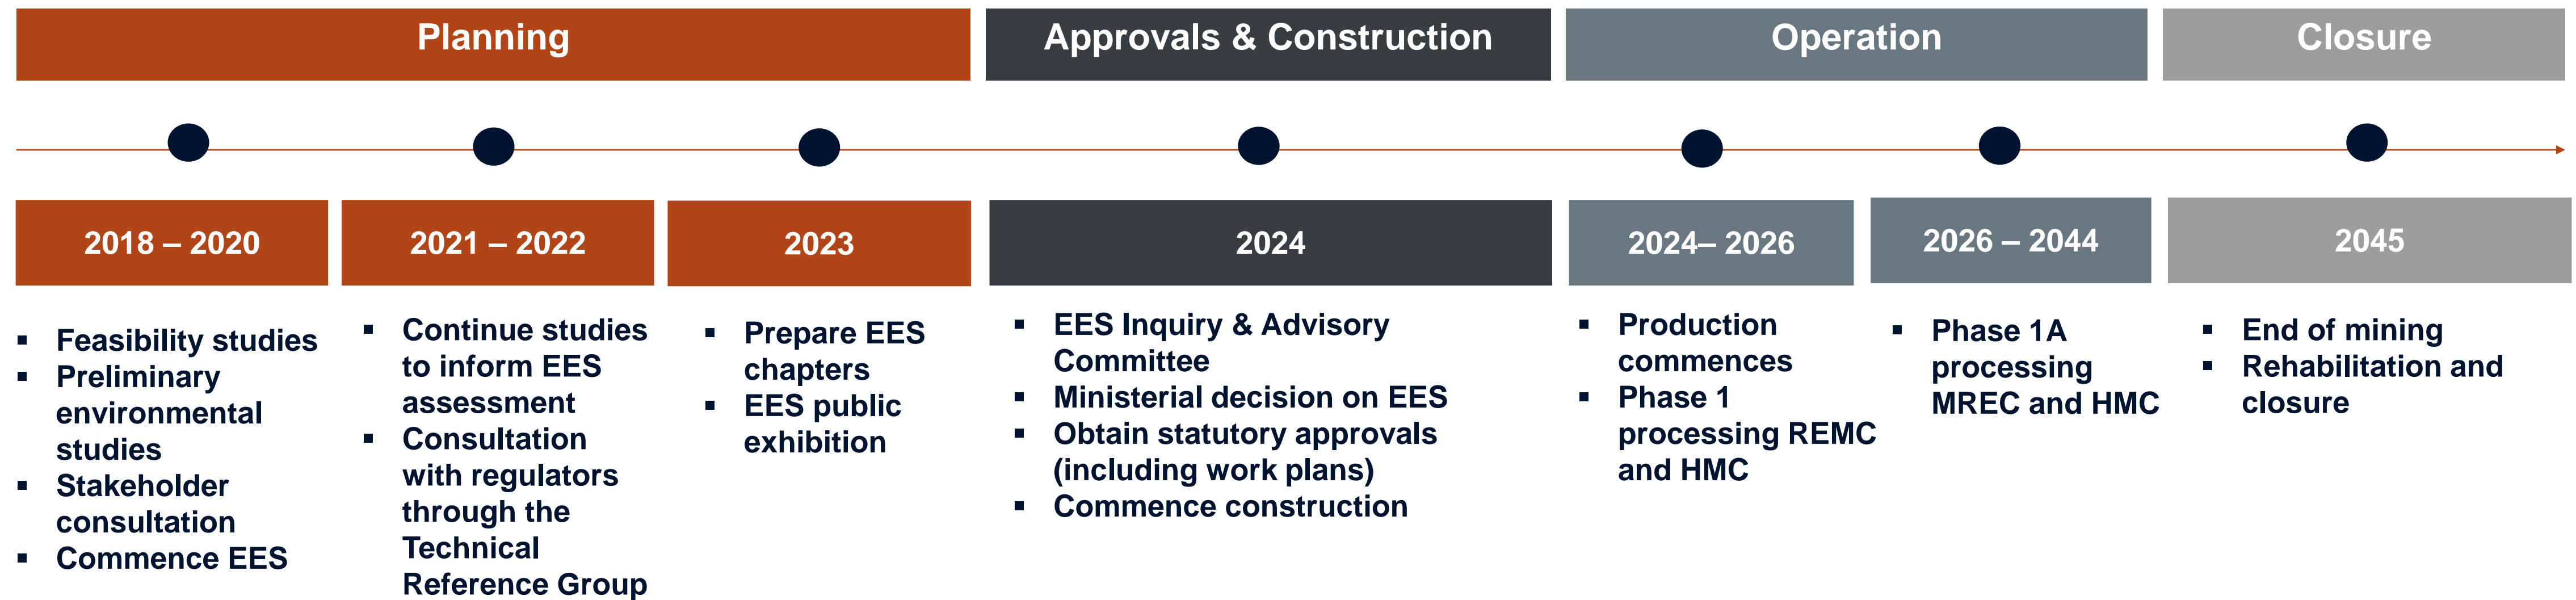 Planning
Approvals & Construction
Operation
Closure
2018 – 2020
2021 – 2022
2023
2024
2024– 2026
2026 – 2044
2045
▪ Feasibility studies
▪ Preliminary
environmental
studies
▪ Stakeholder
consultation
▪ Commence EES
▪ Continue studies
to inform EES
assessment
▪ Consultation
with regulators
through the
Technical
Reference Group
▪ Prepare EES
chapters
▪ EES public
exhibition
▪ EES Inquiry & Advisory
Committee
▪ Ministerial decision on EES
▪ Obtain statutory approvals
(including work plans)
▪ Commence construction
▪ Production
commences
▪ Phase 1
processing REMC
and HMC
▪ Phase 1A
processing
MREC and HMC
▪ End of mining
▪ Rehabilitation and
closure